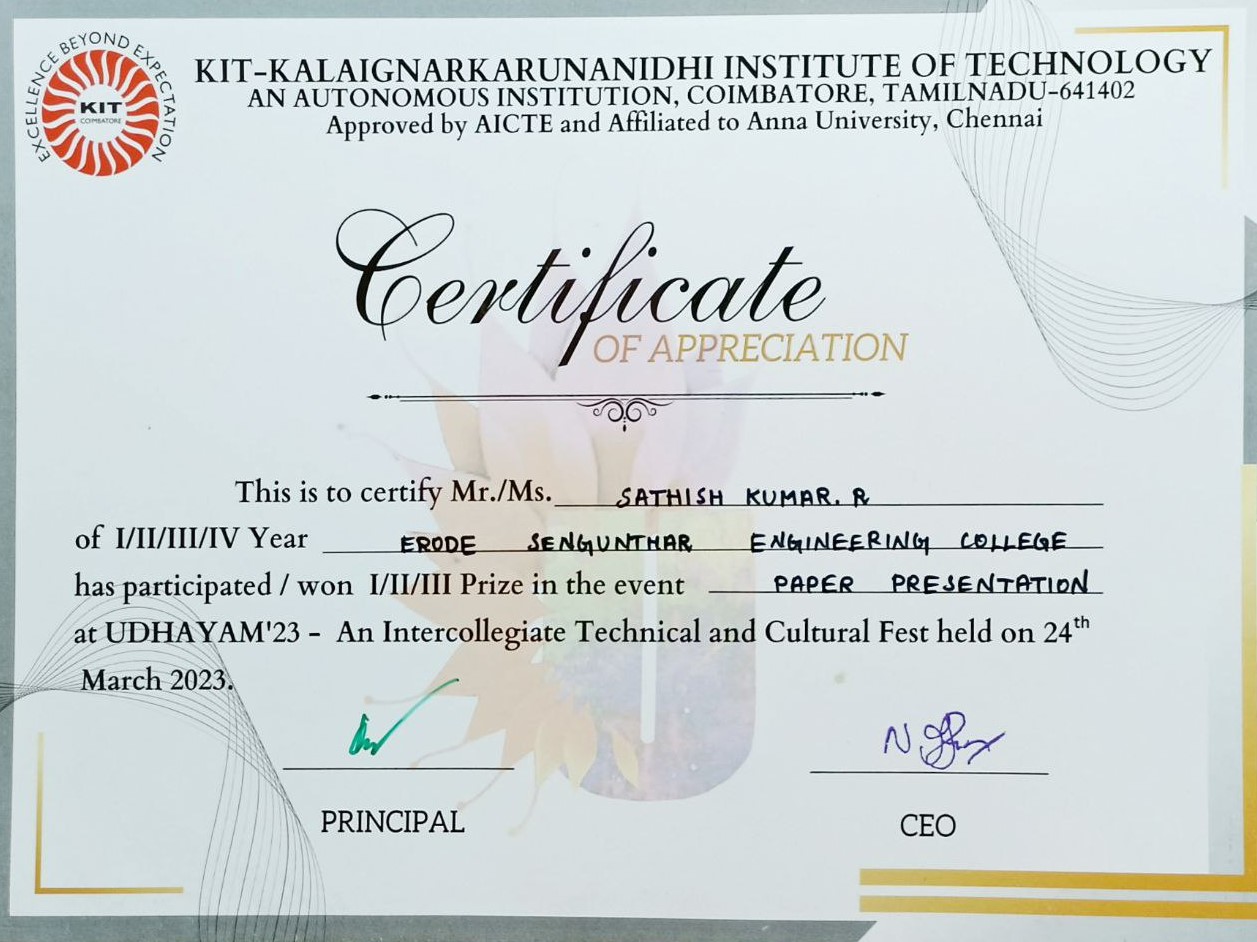 EXCELLENCE BEYOND EXPECTATION
KIT
COIMBATORE
KIT-KALAIGNARKARUNANIDHI INSTITUTE OF TECHNOLOGY
AN AUTONOMOUS INSTITUTION, COIMBATORE, TAMILNADU-641402
Approved by AICTE and Affiliated to Anna University, Chennai
Certificate
OF APPRECIATION
This is to certify Mr./Ms. SATHISH KUMAR. R
of I/II/III/IV Year ERODE SENGUNTHAR ENGINEERING COLLEGE
has participated / won I/II/III Prize in the event PAPER PRESENTATION
at UDHAYAM'23 - An Intercollegiate Technical and Cultural Fest held on 24th
March 2023.
PRINCIPAL
CEO